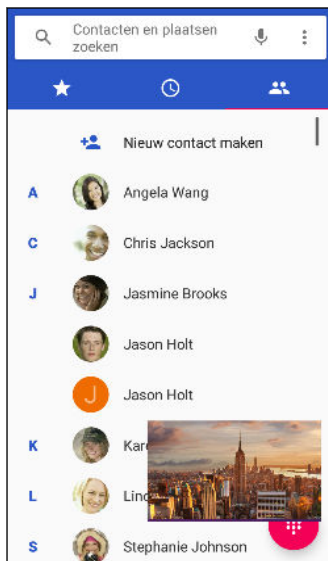 Contacten en plaatsen
zoeken
Nieuw contact maken
A
Angela Wang
C
Chris Jackson
J
Jasmine Brooks
Jason Holt
J
Jason Holt
K
L
S
Stephanie Johnson